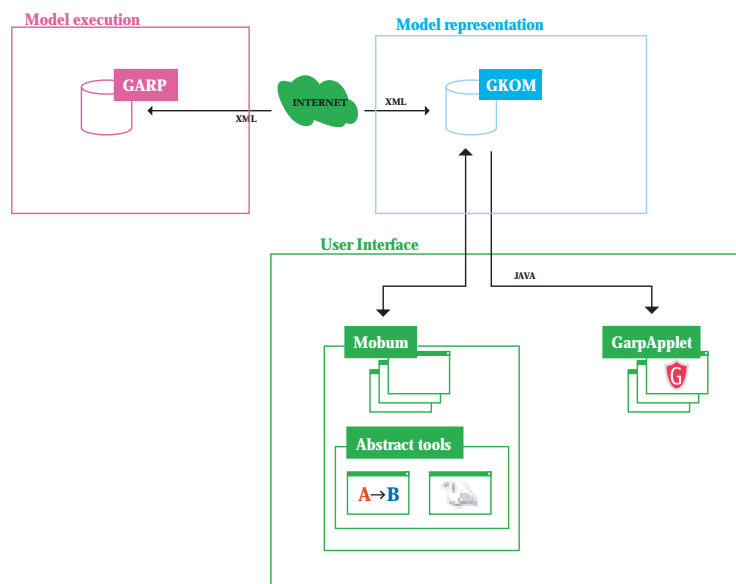 Model execution
Model representation
GARP
GKOM
INTERNET
XML
XML
User Interface
JAVA
Mobum
GarpApplet
G
Abstract tools
A→B